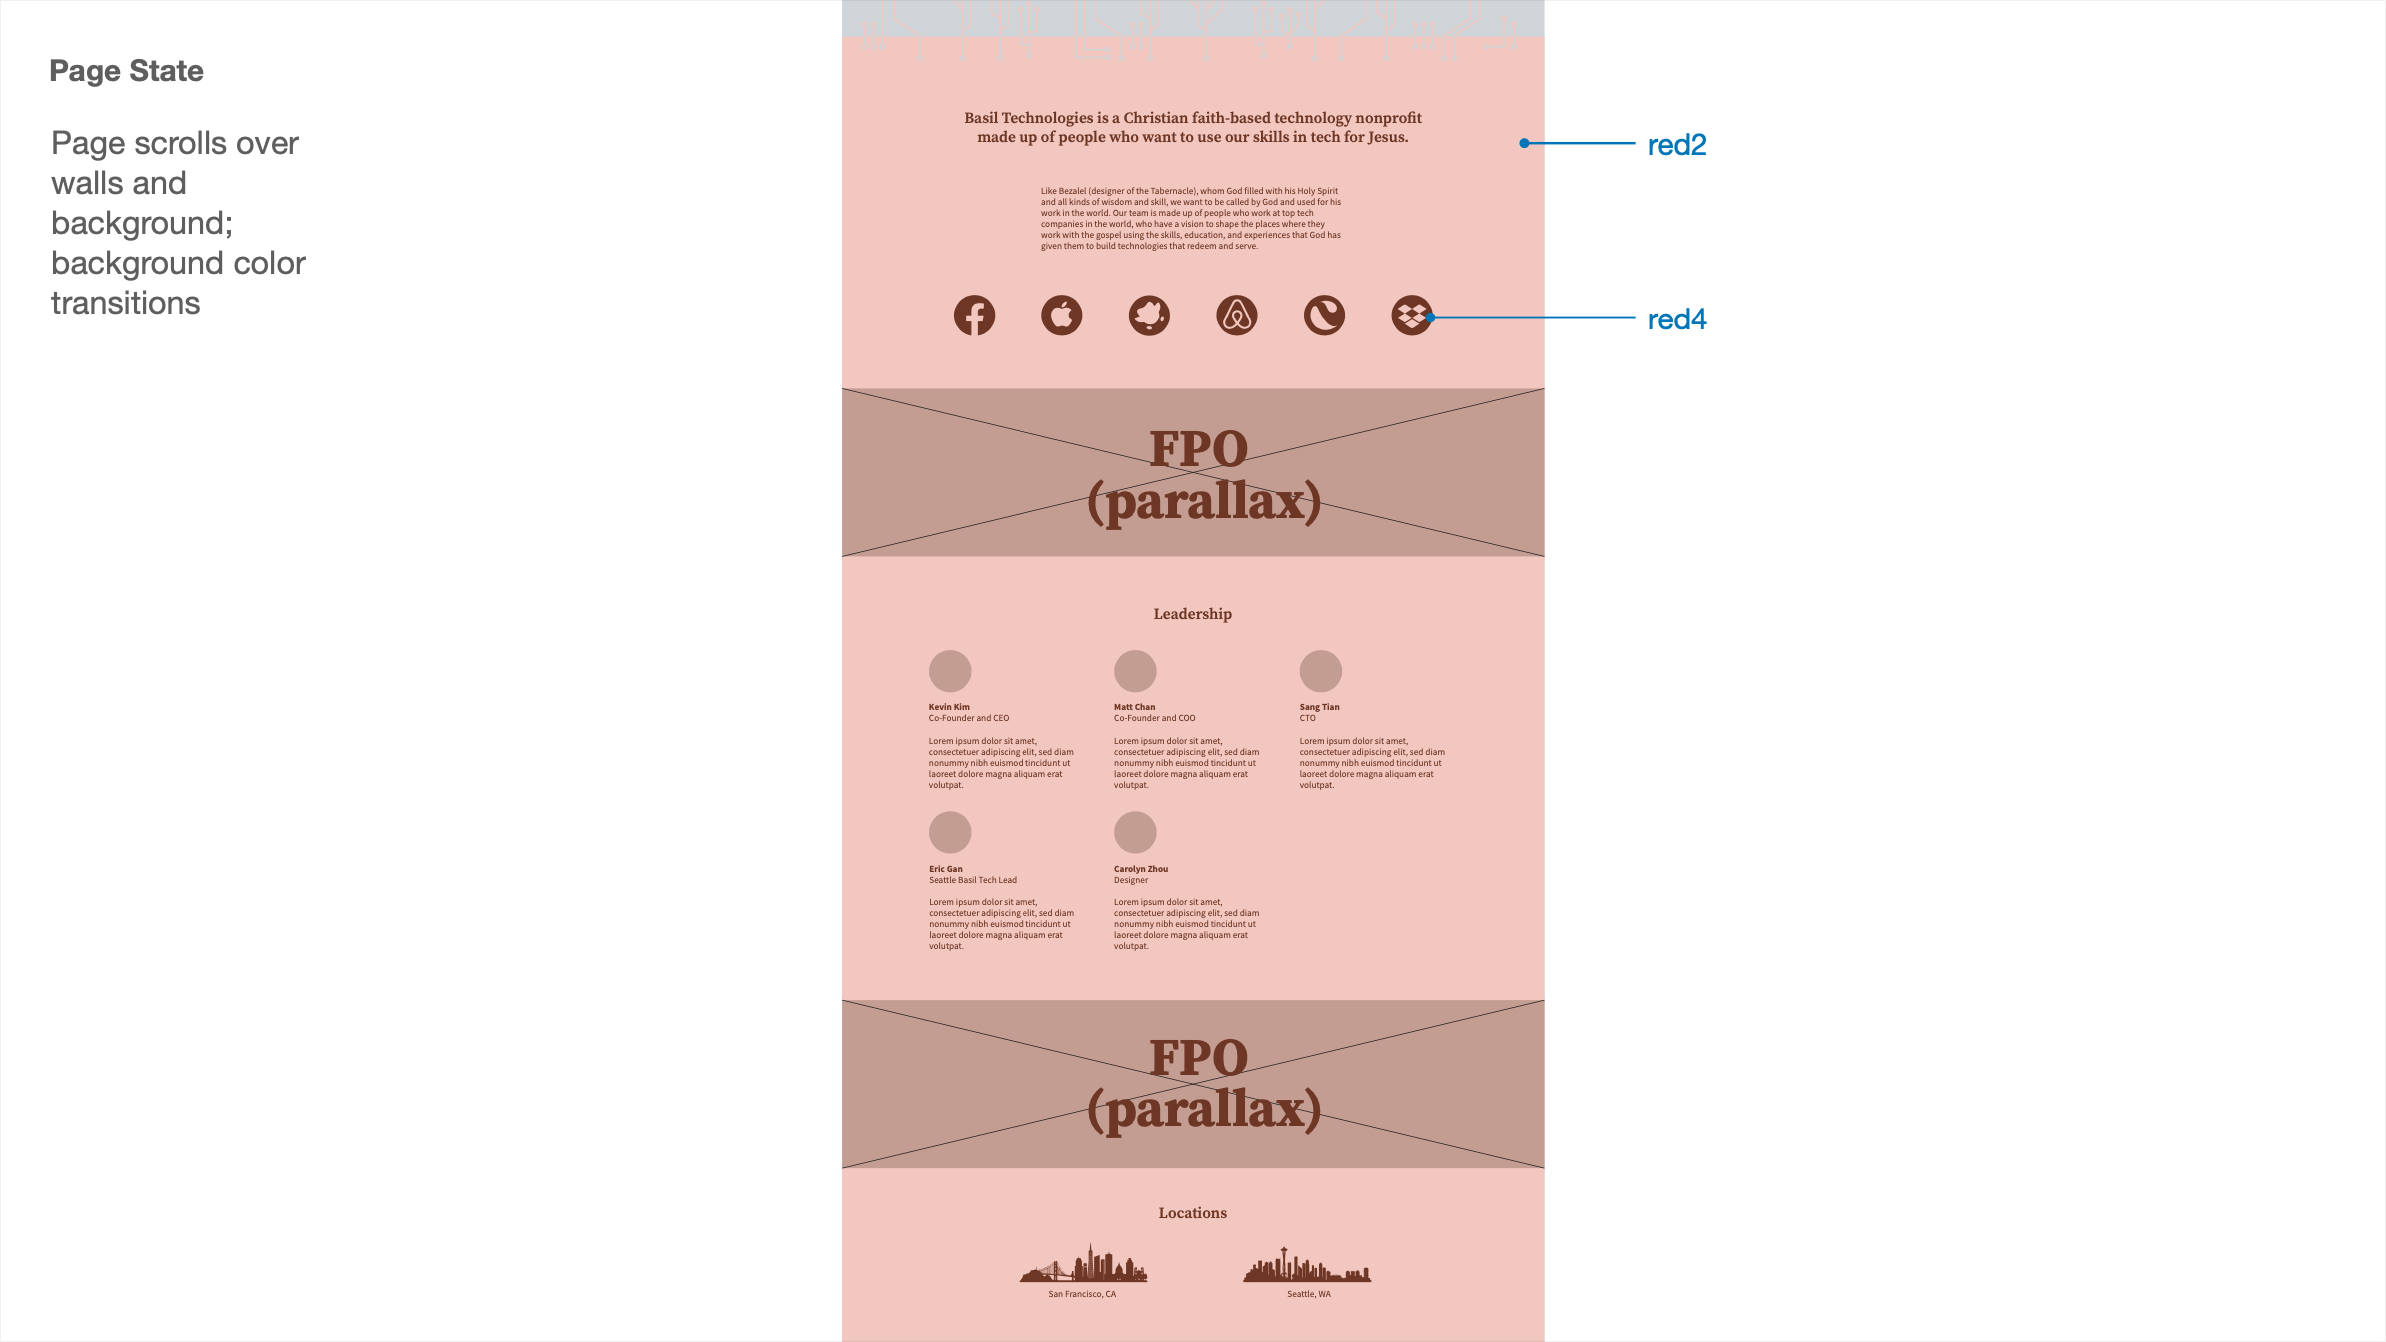 Page State
Page scrolls over
walls and
background;
background color
transitions
Basil Technologies is a Christian faith-based technology nonprofit
made up of people who want to use our skills in tech for Jesus.
red2
Like Bezalel (designer of the Tabernacle), whom God filled with his Holy Spirit
and all kinds of wisdom and skill, we want to be called by God and used for his
work in the world. Our team is made up of people who work at top tech
companies in the world, who have a vision to shape the places where they
work with the gospel using the skills, education, and experiences that God has
given them to build technologies that redeem and serve.
red4
FPO
(parallax)
Leadership
Kevin Kim
Co-Founder and CEO
Lorem ipsum dolor sit amet,
consectetuer adipiscing elit, sed diam
nonummy nibh euismod tincidunt ut
laoreet dolore magna aliquam erat
volutpat.
Matt Chan
Co-Founder and COO
Lorem ipsum dolor sit amet,
consectetuer adipiscing elit, sed diam
nonummy nibh euismod tincidunt ut
laoreet dolore magna aliquam erat
volutpat.
Sang Tian
CTO
Lorem ipsum dolor sit amet,
consectetuer adipiscing elit, sed diam
nonummy nibh euismod tincidunt ut
laoreet dolore magna aliquam erat
volutpat.
Eric Gan
Seattle Basil Tech Lead
Lorem ipsum dolor sit amet,
consectetuer adipiscing elit, sed diam
nonummy nibh euismod tincidunt ut
laoreet dolore magna aliquam erat
volutpat.
Carolyn Zhou
Designer
Lorem ipsum dolor sit amet,
consectetuer adipiscing elit, sed diam
nonummy nibh euismod tincidunt ut
laoreet dolore magna aliquam erat
volutpat.
FPO
(parallax)
Locations
San Francisco, CA
Seattle, WA